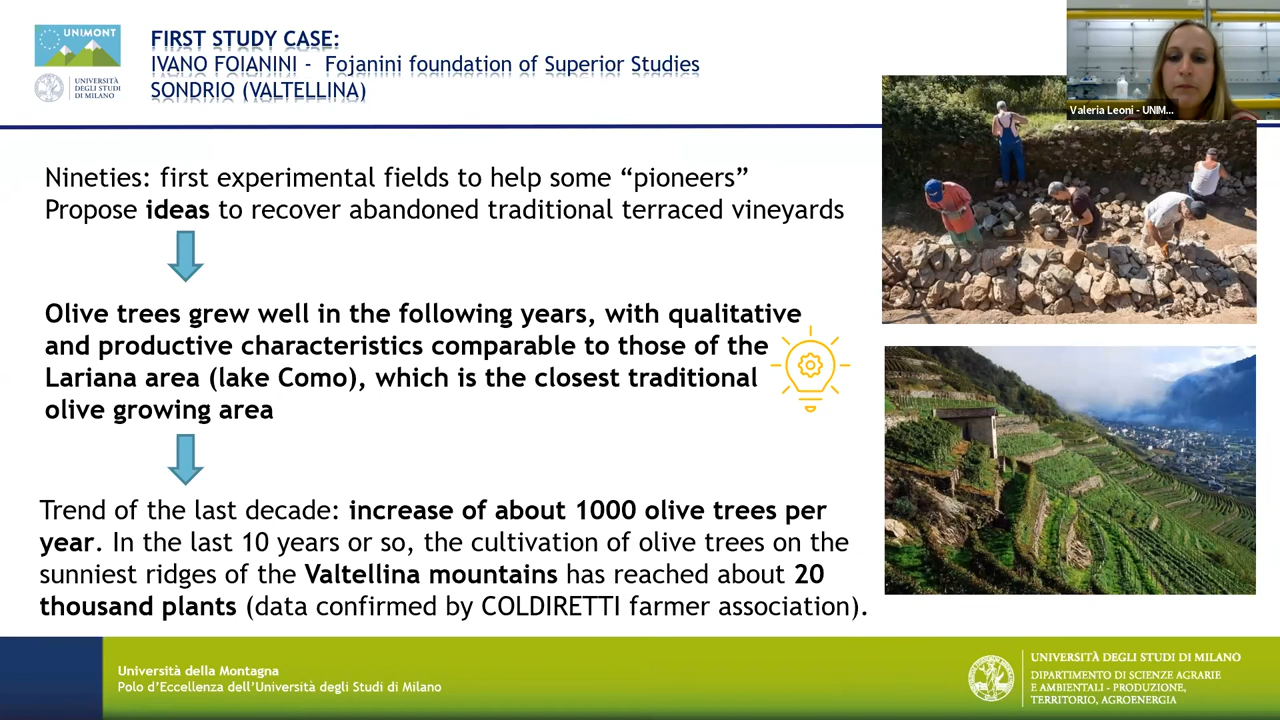 UNIMONT
UNIVERSITÀ
DEGLI STUDI
DI MILANO
FIRST STUDY CASE:
IVANO FOIANINI - Fojanini foundation of Superior Studies
SONDRIO (VALTELLINA)
Valeria Leoni - UNIM...
Nineties: first experimental fields to help some “pioneers”
Propose ideas to recover abandoned traditional terraced vineyards
Olive trees grew well in the following years, with qualitative
and productive characteristics comparable to those of the
Lariana area (lake Como), which is the closest traditional
olive growing area
Trend of the last decade: increase of about 1000 olive trees per
year. In the last 10 years or so, the cultivation of olive trees on the
sunniest ridges of the Valtellina mountains has reached about 20
thousand plants (data confirmed by COLDIRETTI farmer association).
Università della Montagna
Polo d’Eccellenza dell’Università degli Studi di Milano
UNIVERSITÀ DEGLI STUDI DI MILANO
DIPARTIMENTO DI SCIENZE AGRARIE
E AMBIENTALI - PRODUZIONE,
TERRITORIO, AGROENERGIA